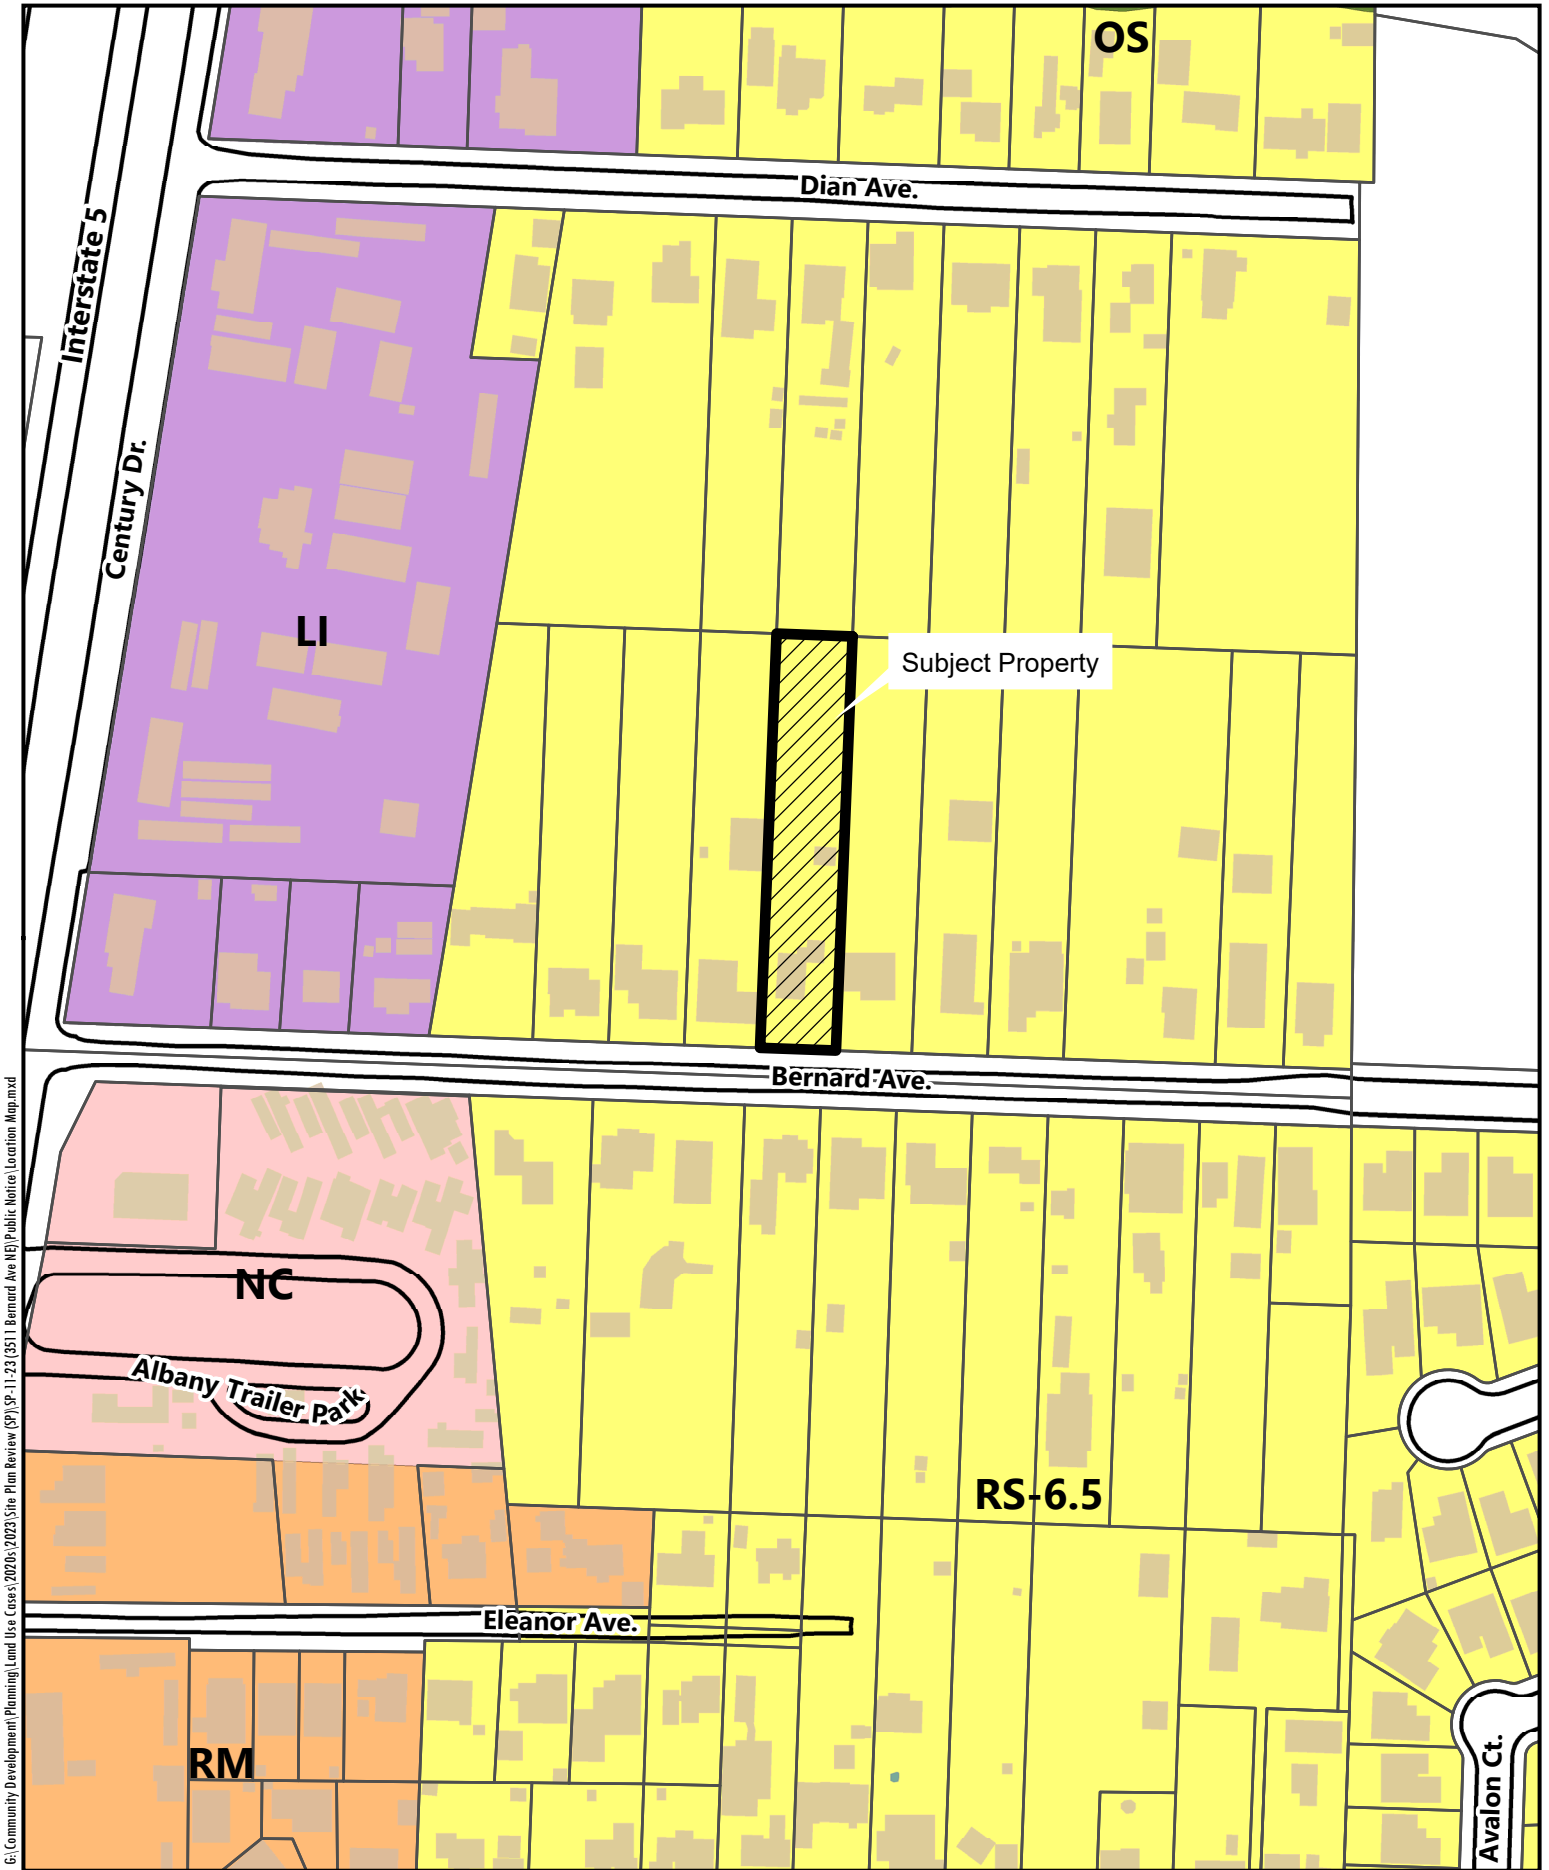 OS
Dian Ave.
Interstate 5
Century Dr.
LI
Subject Property
Bernard Ave.
NC
Albany Trailer Park
RS-6.5
Eleanor Ave.
RM
Avalon Ct.
G:\Community Development\Planning\Land Use Cases\2020s\2023\Site Plan Review (SP)\SP-11-23 (3511 Bernard Ave NE)\Public Notice\Location Map.mxd